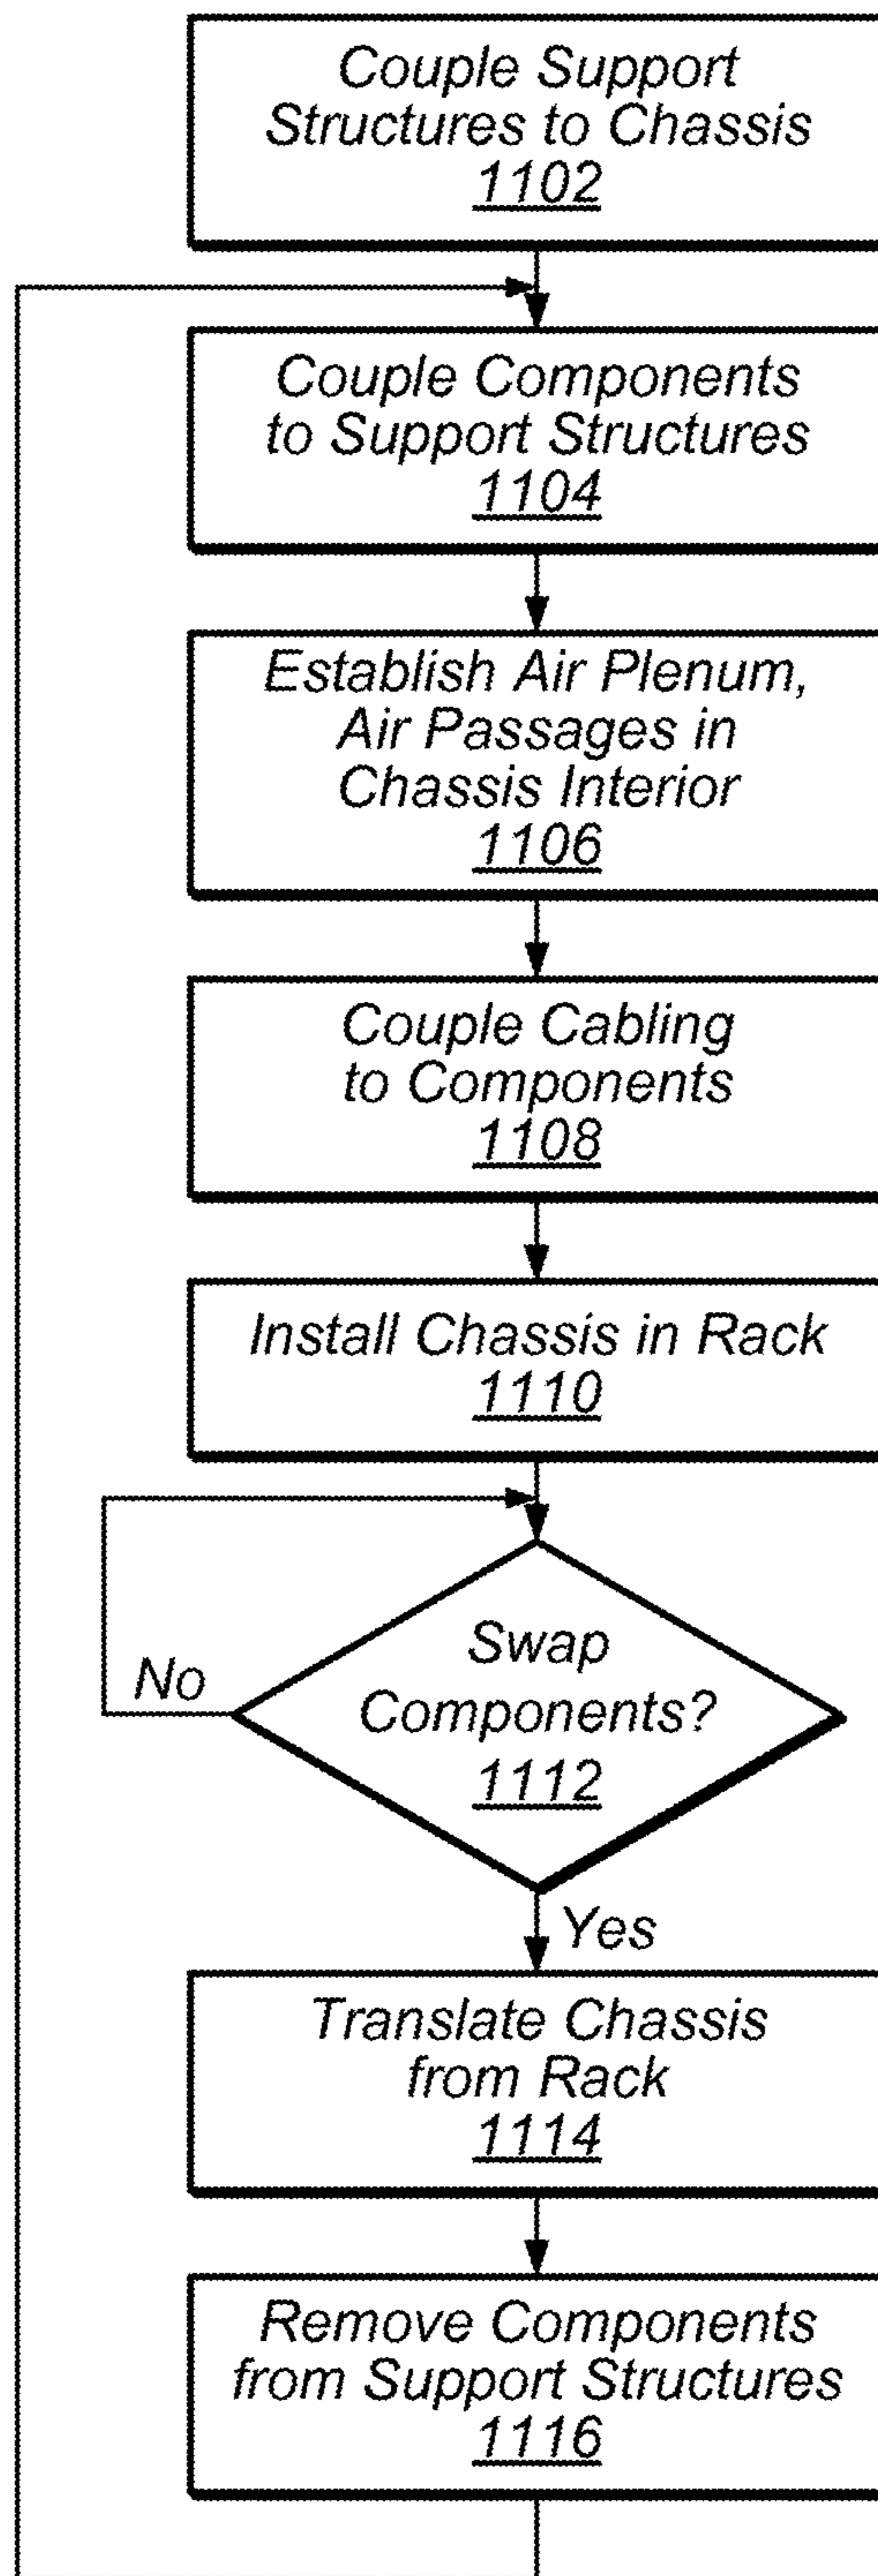 Couple Support
Structures to Chassis
1102
Couple Components
to Support Structures
1104
Establish Air Plenum,
Air Passages in
Chassis Interior
1106
Couple Cabling
to Components
1108
Install Chassis in Rack
1110
Swap
Components?
1112
No
Yes
Translate Chassis
from Rack
1114
Remove Components
from Support Structures
1116